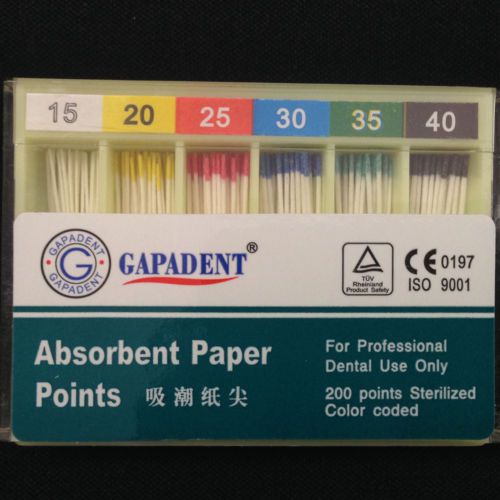 15 20 25 30 35 40
GAPADENT
G
GAPADENT
GAPADENT®
TÜV
Rheinland
Product Safety
CE 0197
ISO 9001
Absorbent Paper
Points 吸潮纸尖
For Professional
Dental Use Only
200 points Sterilized
Color coded